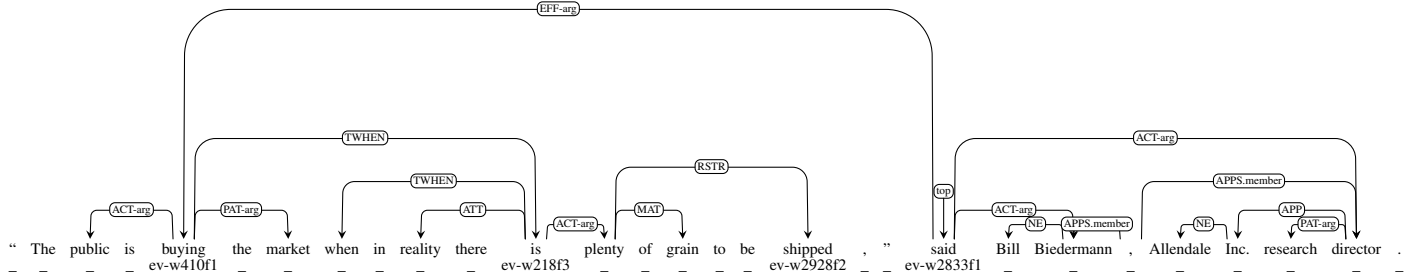 EFF-arg
TWHEN ACT-arg
RSTR
TWHEN APPS.member
top
ACT-arg PAT-arg ATT MAT ACT-arg APP
ACT-arg NE APPS.member NE PAT-arg
“ The public is buying the market when in reality there is plenty of grain to be shipped , ” said Bill Biedermann , Allendale Inc. research director .
_ _ _ _ ev-w410f1 _ _ _ _ _ _ ev-w218f3 _ _ _ _ _ ev-w2928f2 _ _ ev-w2833f1 _ _ _ _ _ _ _ _